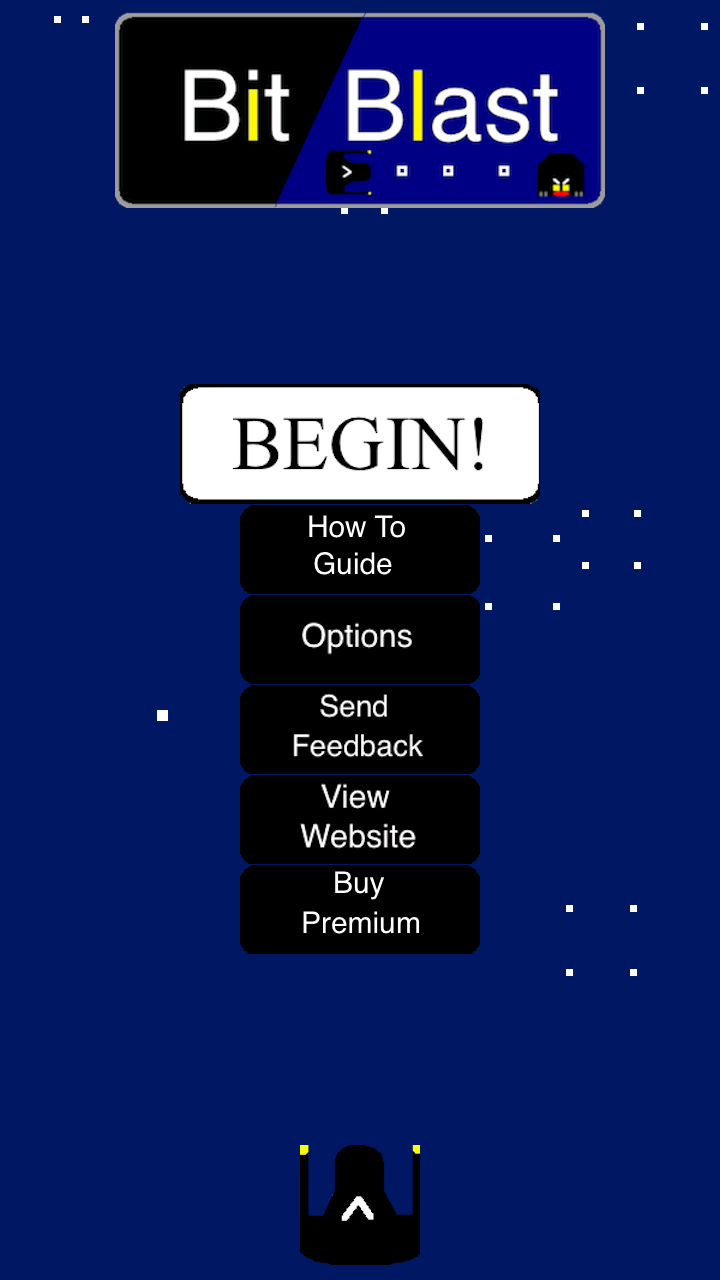 Bit Blast
BEGIN!
How To
Guide
Options
Send
Feedback
View
Website
Buy
Premium